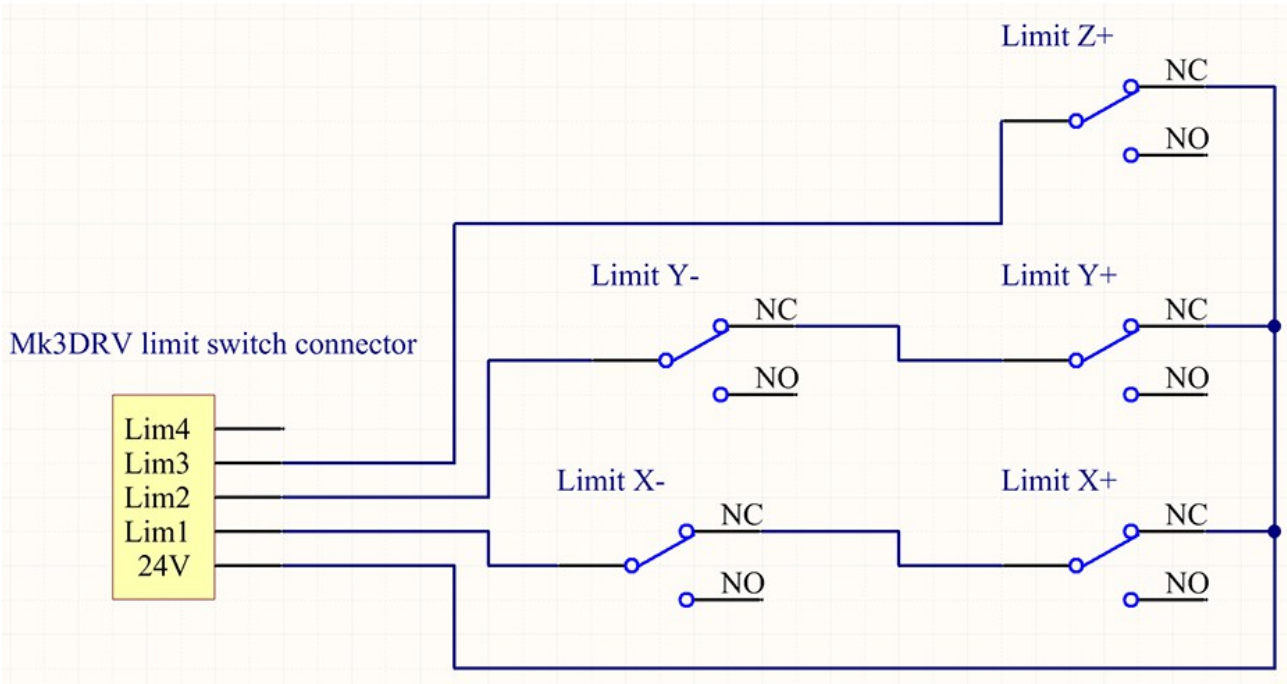 Limit Z+
NC
NO
Limit Y-
Limit Y+
NC
NC
NO
NO
Mk3DRV limit switch connector
Lim4
Lim3
Lim2
Lim1
24V
Limit X-
Limit X+
NC
NC
NO
NO